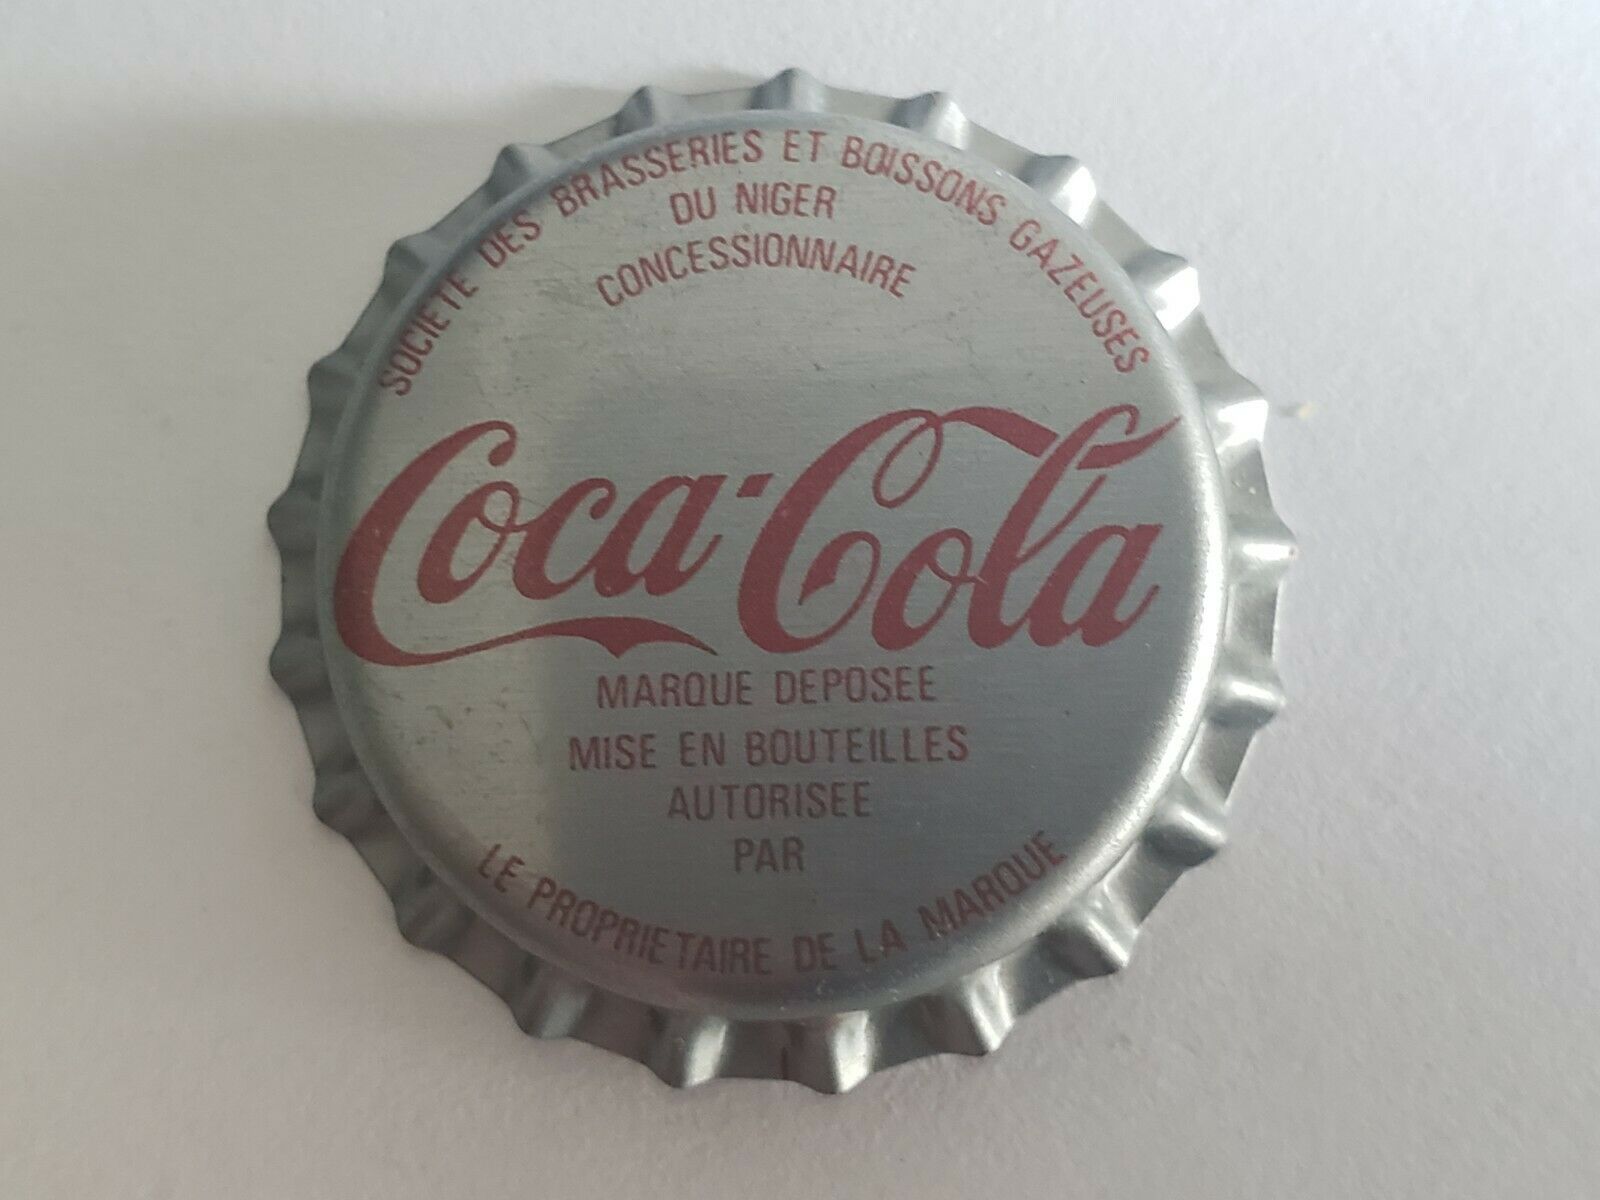 SOCIETE DES BRASSERIES ET BOISSONS GAZEUSES
DU NIGER
CONCESSIONNAIRE
Coca-Cola
MARQUE DEPOSEE
MISE EN BOUTEILLES
AUTORISEE
PAR
LE PROPRIETAIRE DE LA MARQUE